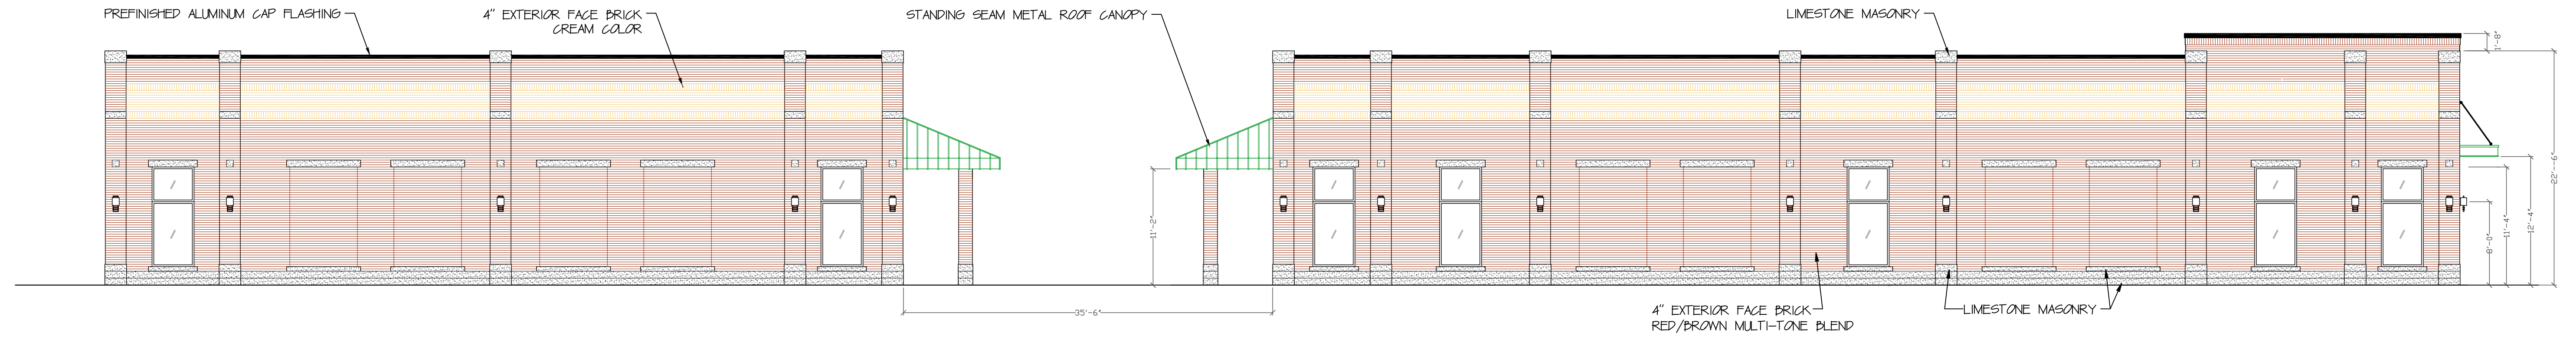 PREFINISHED ALUMINUM CAP FLASHING
4" EXTERIOR FACE BRICK
CREAM COLOR
STANDING SEAM METAL ROOF CANOPY
LIMESTONE MASONRY
1'-8"
22'-6"
11'-2"
8'-0"
11'-4"
12'-4"
35'-6"
4" EXTERIOR FACE BRICK
RED/BROWN MULTI-TONE BLEND
LIMESTONE MASONRY